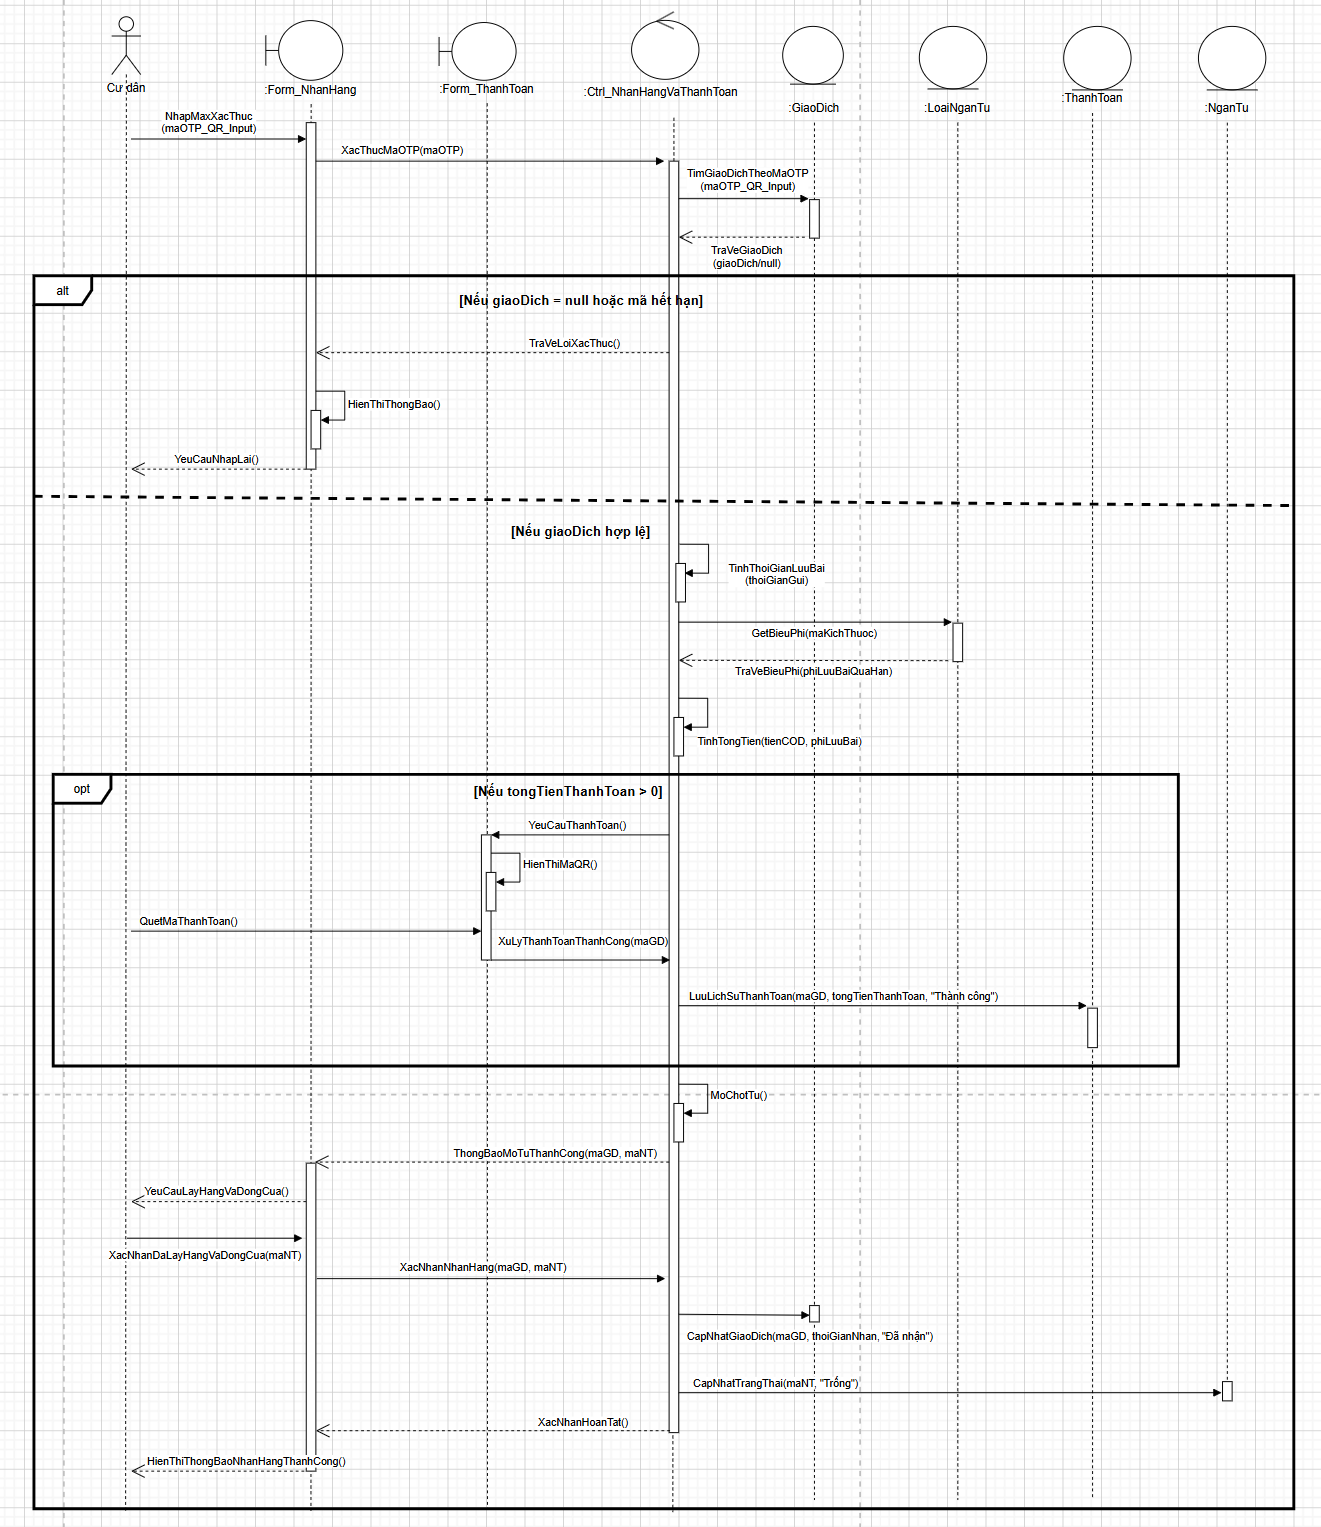 Cư dân
:Form_NhanHang
:Form_ThanhToan
:Ctrl_NhanHangVaThanhToan
:GiaoDich
:LoaiNganTu
:ThanhToan
:NganTu
NhapMaxXacThuc
(maOTP_QR_Input)
XacThucMaOTP(maOTP)
TimGiaoDichTheoMaOTP
(maOTP_QR_Input)
TraVeGiaoDich
(giaoDich/null)
alt
[Nếu giaoDich = null hoặc mã hết hạn]
TraVeLoiXacThuc()
HienThiThongBao()
YeuCauNhapLai()
[Nếu giaoDich hợp lệ]
TinhThoiGianLuuBai
(thoiGianGui)
GetBieuPhi(maKichThuoc)
TraVeBieuPhi(phiLuuBaiQuaHan)
TinhTongTien(tienCOD, phiLuuBai)
opt
[Nếu tongTienThanhToan > 0]
YeuCauThanhToan()
HienThiMaQR()
QuetMaThanhToan()
XuLyThanhToanThanhCong(maGD)
LuuLichSuThanhToan(maGD, tongTienThanhToan, "Thành công")
MoChotTu()
ThongBaoMoTuThanhCong(maGD, maNT)
YeuCauLayHangVaDongCua()
XacNhanDaLayHangVaDongCua(maNT)
XacNhanNhanHang(maGD, maNT)
CapNhatGiaoDich(maGD, thoiGianNhan, "Đã nhận")
CapNhatTrangThai(maNT, "Trống")
XacNhanHoanTat()
HienThiThongBaoNhanHangThanhCong()